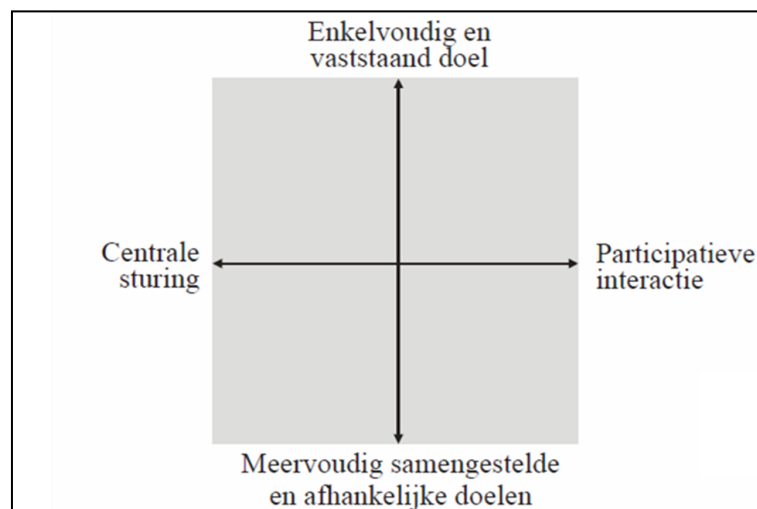 Enkelvoudig en
vaststaand doel
Centrale
sturing
Participatieve
interactie
Meervoudig samengestelde
en afhankelijke doelen